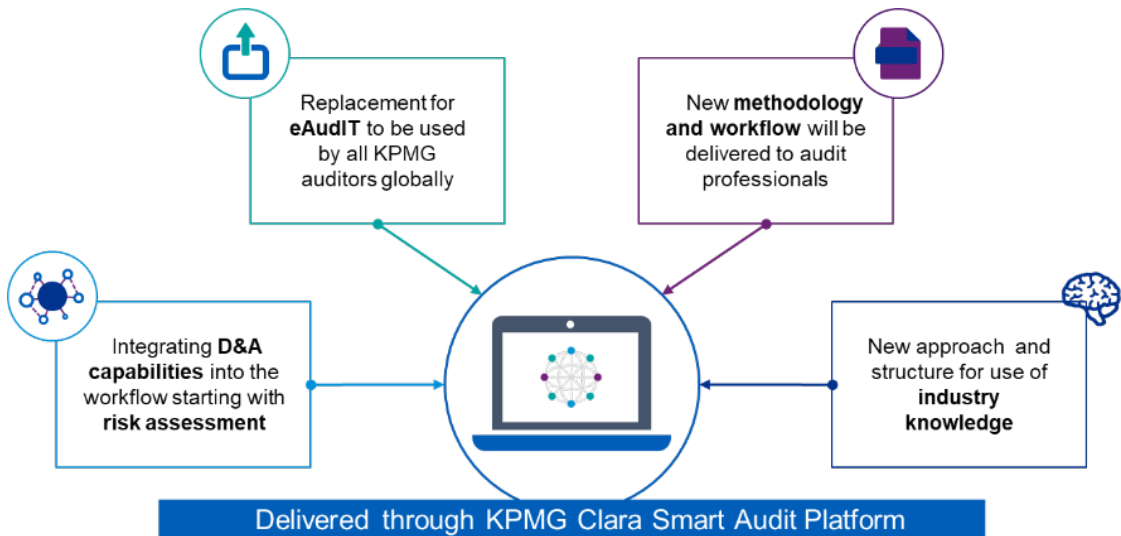 Replacement for
eAudIT to be used
by all KPMG
auditors globally
New methodology
and workflow will be
delivered to audit
professionals
Integrating D&A
capabilities into the
workflow starting with
risk assessment
New approach and
structure for use of
industry
knowledge
Delivered through KPMG Clara Smart Audit Platform